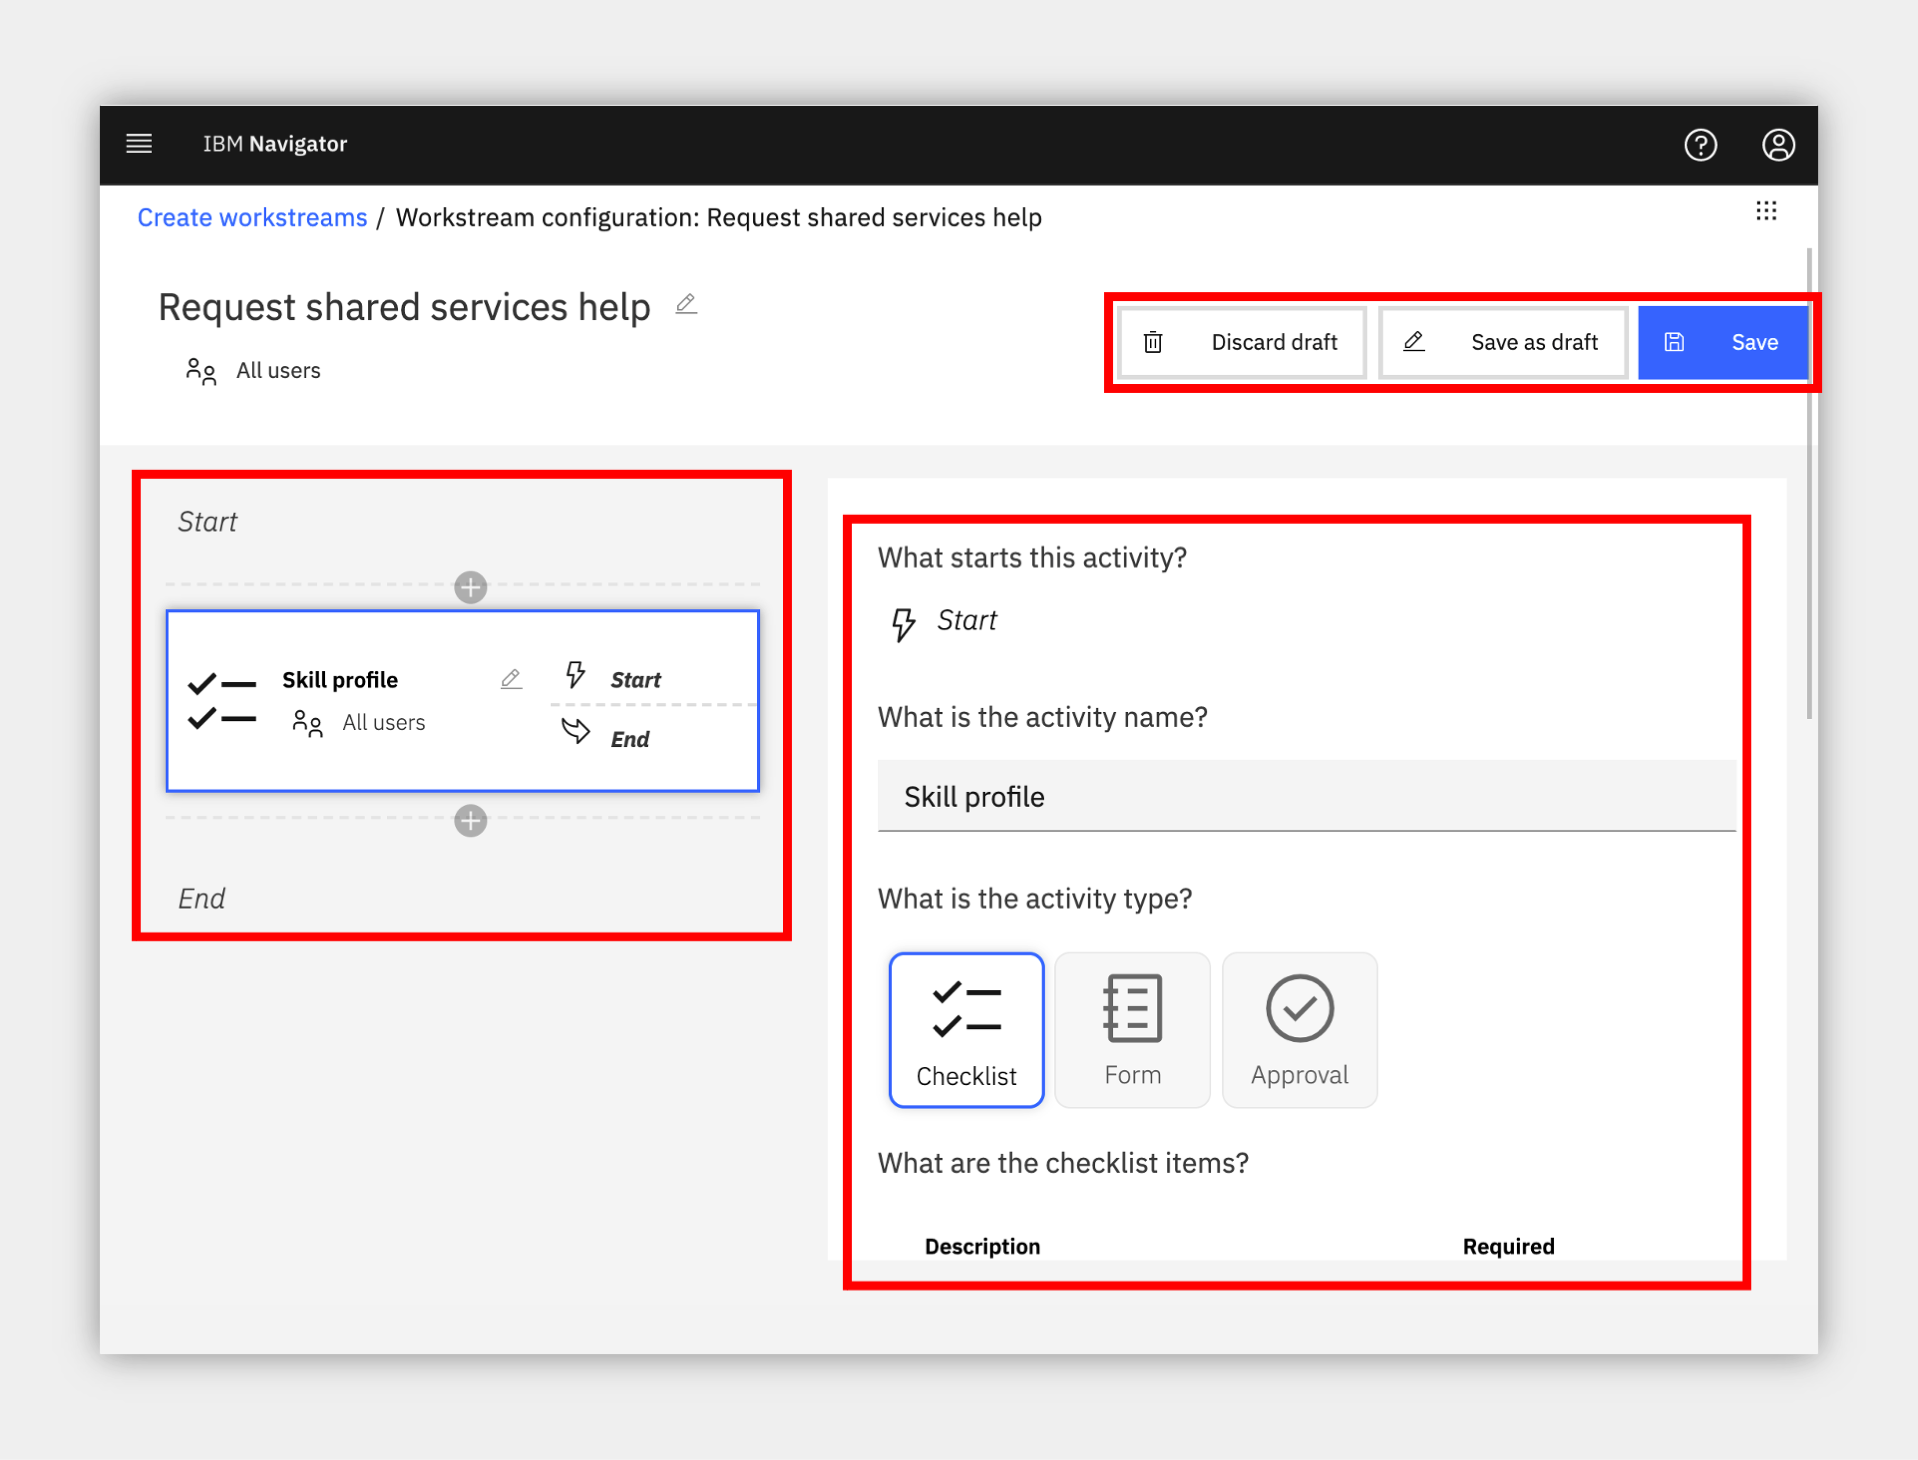 IBM Navigator
Create workstreams / Workstream configuration: Request shared services help
Request shared services help
All users
Discard draft
Save as draft
Save
Start
Skill profile
All users
Start
End
End
What starts this activity?
Start
What is the activity name?
Skill profile
What is the activity type?
Checklist
Form
Approval
What are the checklist items?
Description Required